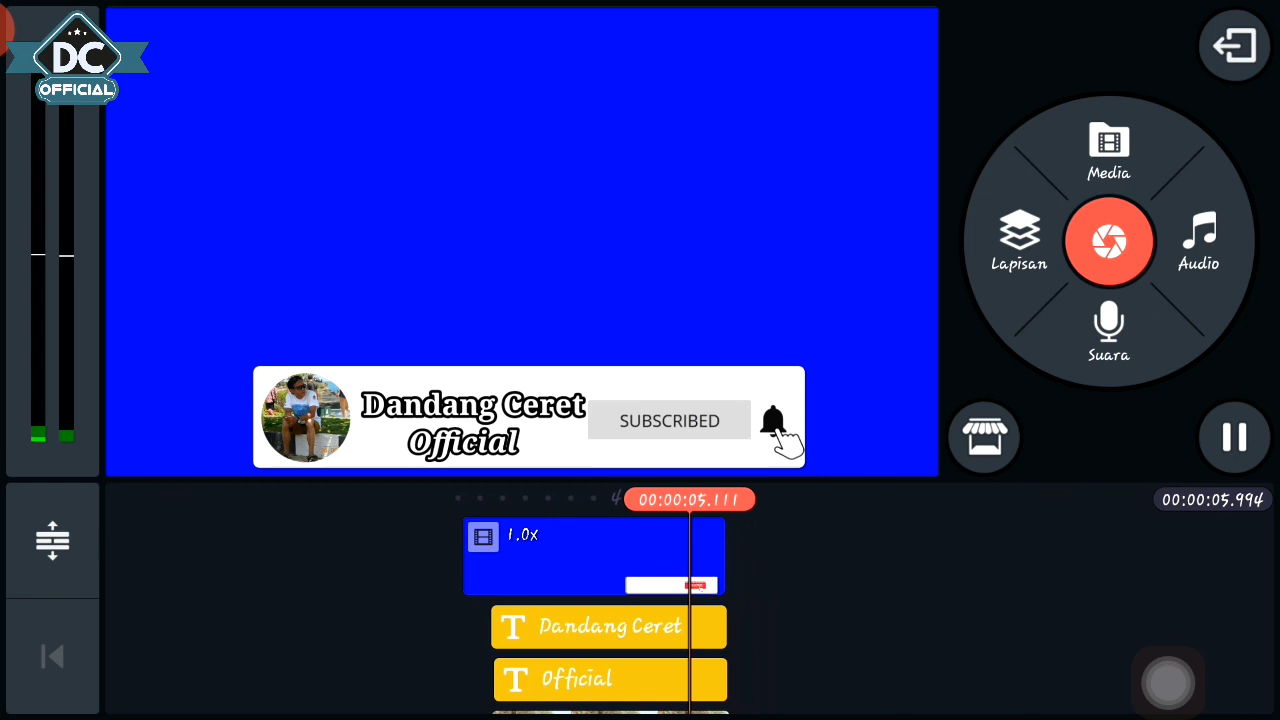 DC
OFFICIAL
Media
Lapisan
Audio
Suara
Dandang Ceret
Official
SUBSCRIBED
4
00:00:05.111
00:00:05.994
1.0x
T Dandang Ceret
T Official